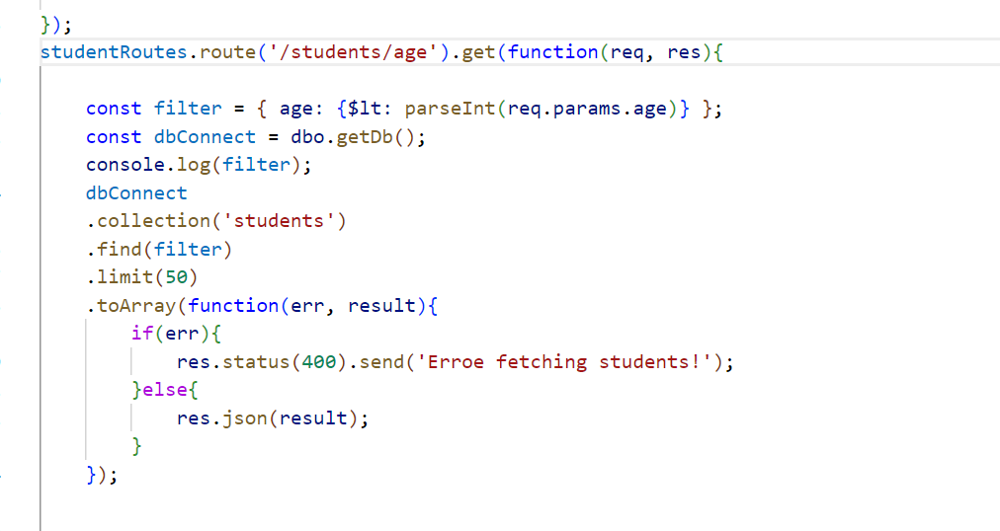 });
studentRoutes.route('/students/age').get(function(req, res){
const filter = { age: {$lt: parseInt(req.params.age)} };
const dbConnect = dbo.getDb();
console.log(filter);
dbConnect
.collection('students')
.find(filter)
.limit(50)
.toArray(function(err, result){
if(err){
res.status(400).send('Erroe fetching students!');
}else{
res.json(result);
}
});